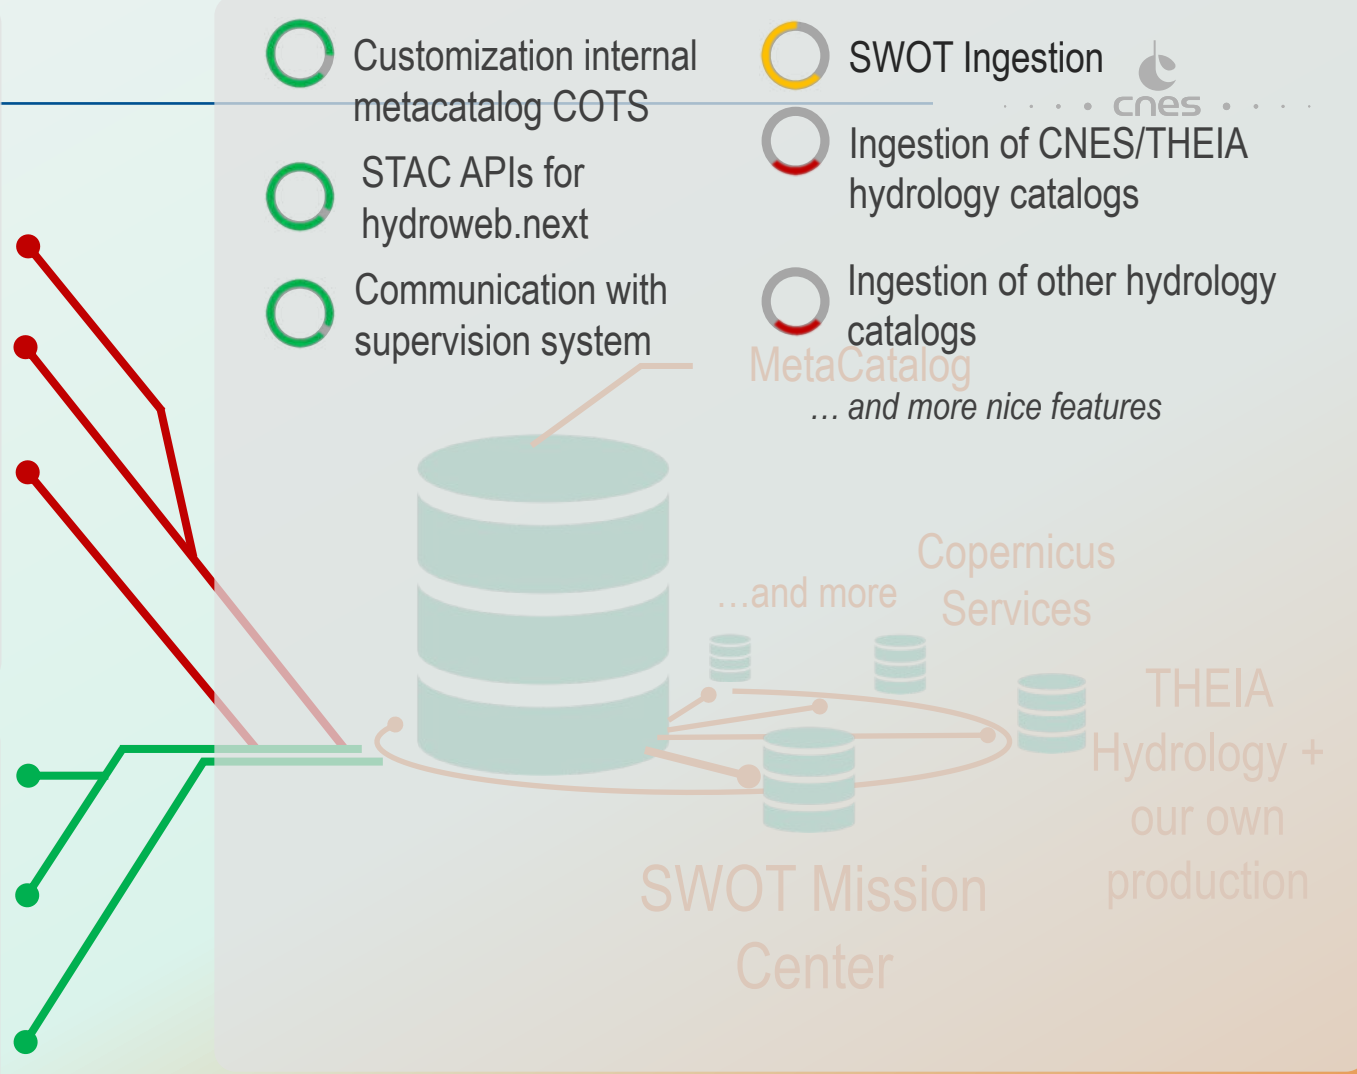 Customization internal
metacatalog COTS
STAC APIs for
hydroweb.next
Communication with
supervision system
SWOT Ingestion
cnes
Ingestion of CNES/THEIA
hydrology catalogs
Ingestion of other hydrology
catalogs
MetaCatalog
… and more nice features
Copernicus
Services
…and more
THEIA
Hydrology +
our own
production
SWOT Mission
Center